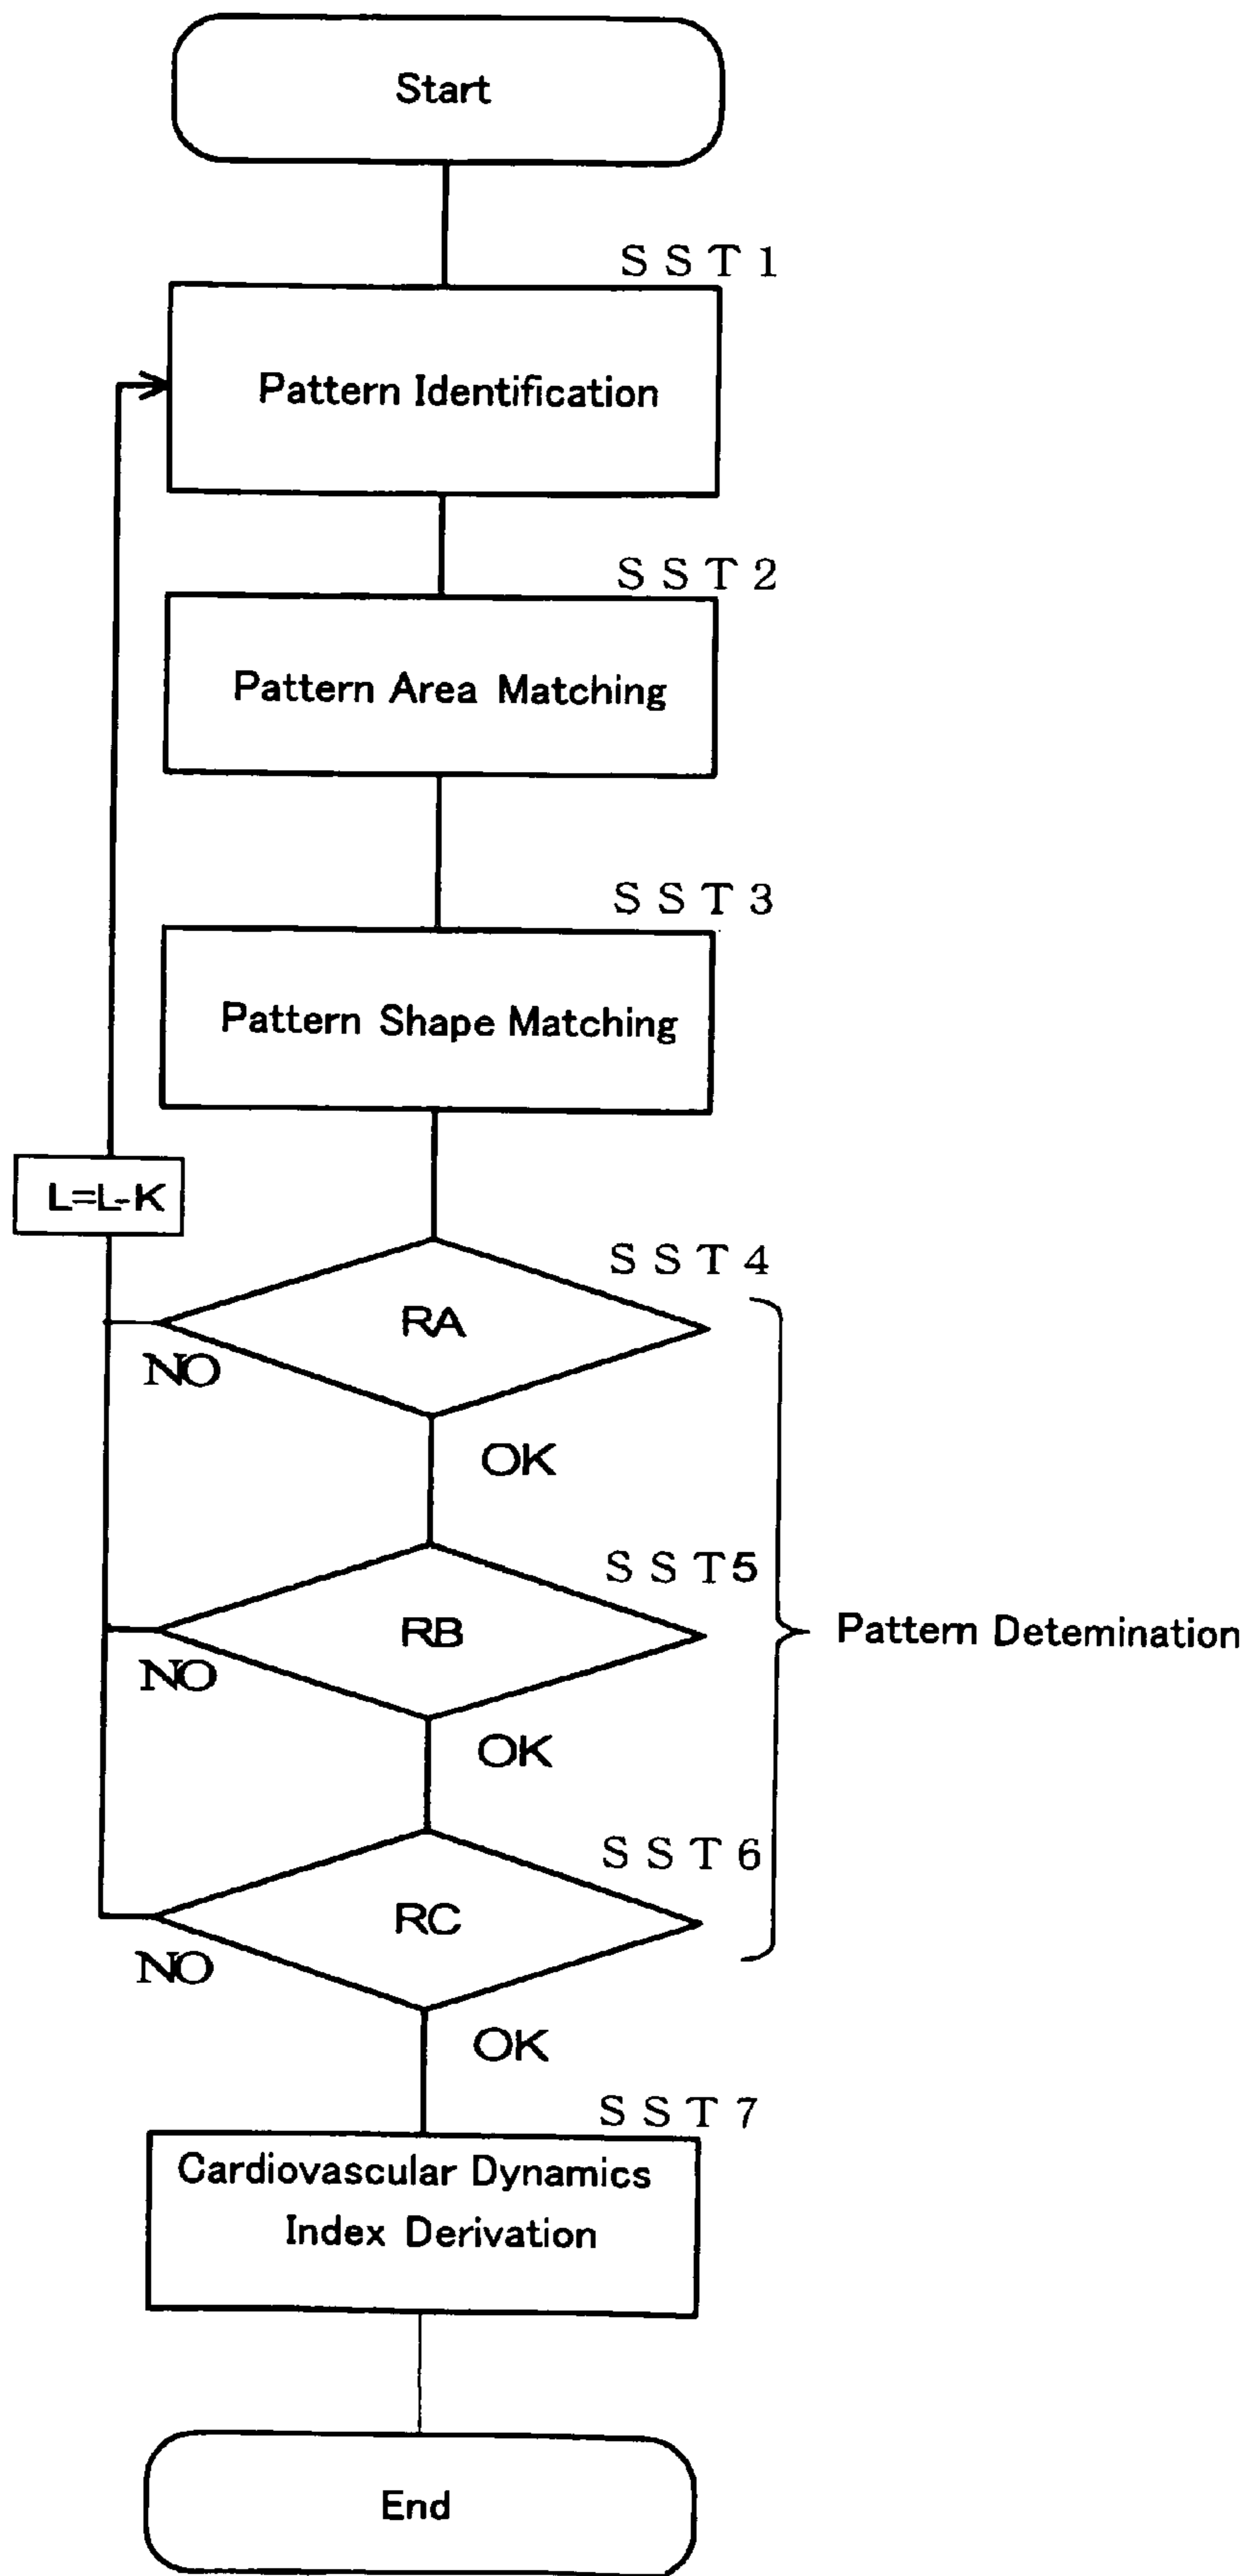 Start
SST1
Pattern Identification
SST2
Pattern Area Matching
SST3
Pattern Shape Matching
L=L-K
SST4
RA
NO
OK
SST5
RB
Pattern Detemination
NO
OK
SST6
RC
NO
OK
SST7
Cardiovascular Dynamics
Index Derivation
End